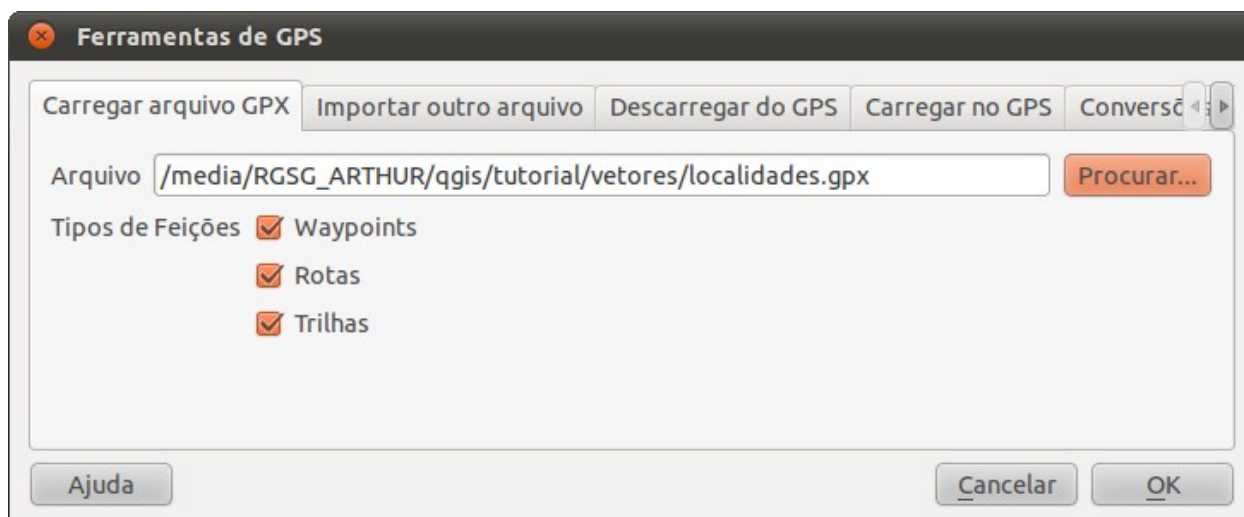 Ferramentas de GPS
Carregar arquivo GPX Importar outro arquivo Descarregar do GPS Carregar no GPS Conversões
Arquivo /media/RGSG_ARTHUR/qgis/tutorial/vetores/localidades.gpx Procurar...
Tipos de Feições Waypoints
Rotas
Trilhas
Ajuda Cancelar OK